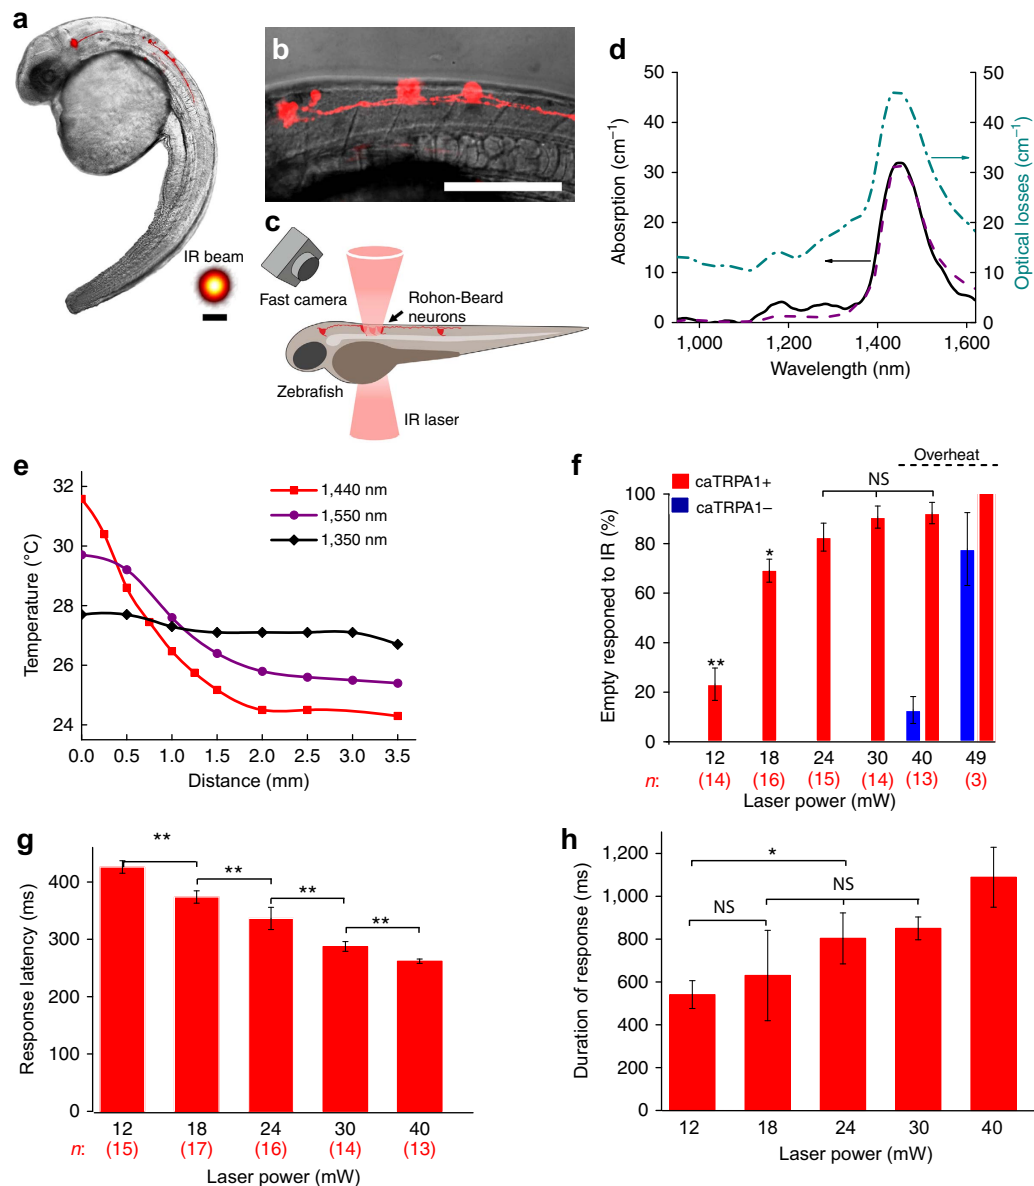 a
IR beam
b
c
Fast camera
Rohon-Beard
neurons
Zebrafish
IR laser
d
50
40
30
20
10
0
Abosrption (cm⁻¹)
50
40
30
20
10
0
Optical losses (cm⁻¹)
1,000
1,200
1,400
1,600
Wavelength (nm)
e
32
30
28
26
24
Temperature (°C)
1,440 nm
1,550 nm
1,350 nm
0.0 0.5 1.0 1.5 2.0 2.5 3.0 3.5
Distance (mm)
f
Overheat
caTRPA1+
caTRPA1–
NS
*
**
100
80
60
40
20
0
Empty responed to IR (%)
12 18 24 30 40 49
n: (14) (16) (15) (14) (13) (3)
Laser power (mW)
g
** ** ** **
400
300
200
100
0
Response latency (ms)
12 18 24 30 40
n: (15) (17) (16) (14) (13)
Laser power (mW)
h
*
NS
NS
1,200
1,000
800
600
400
200
0
Duration of response (ms)
12 18 24 30 40
Laser power (mW)